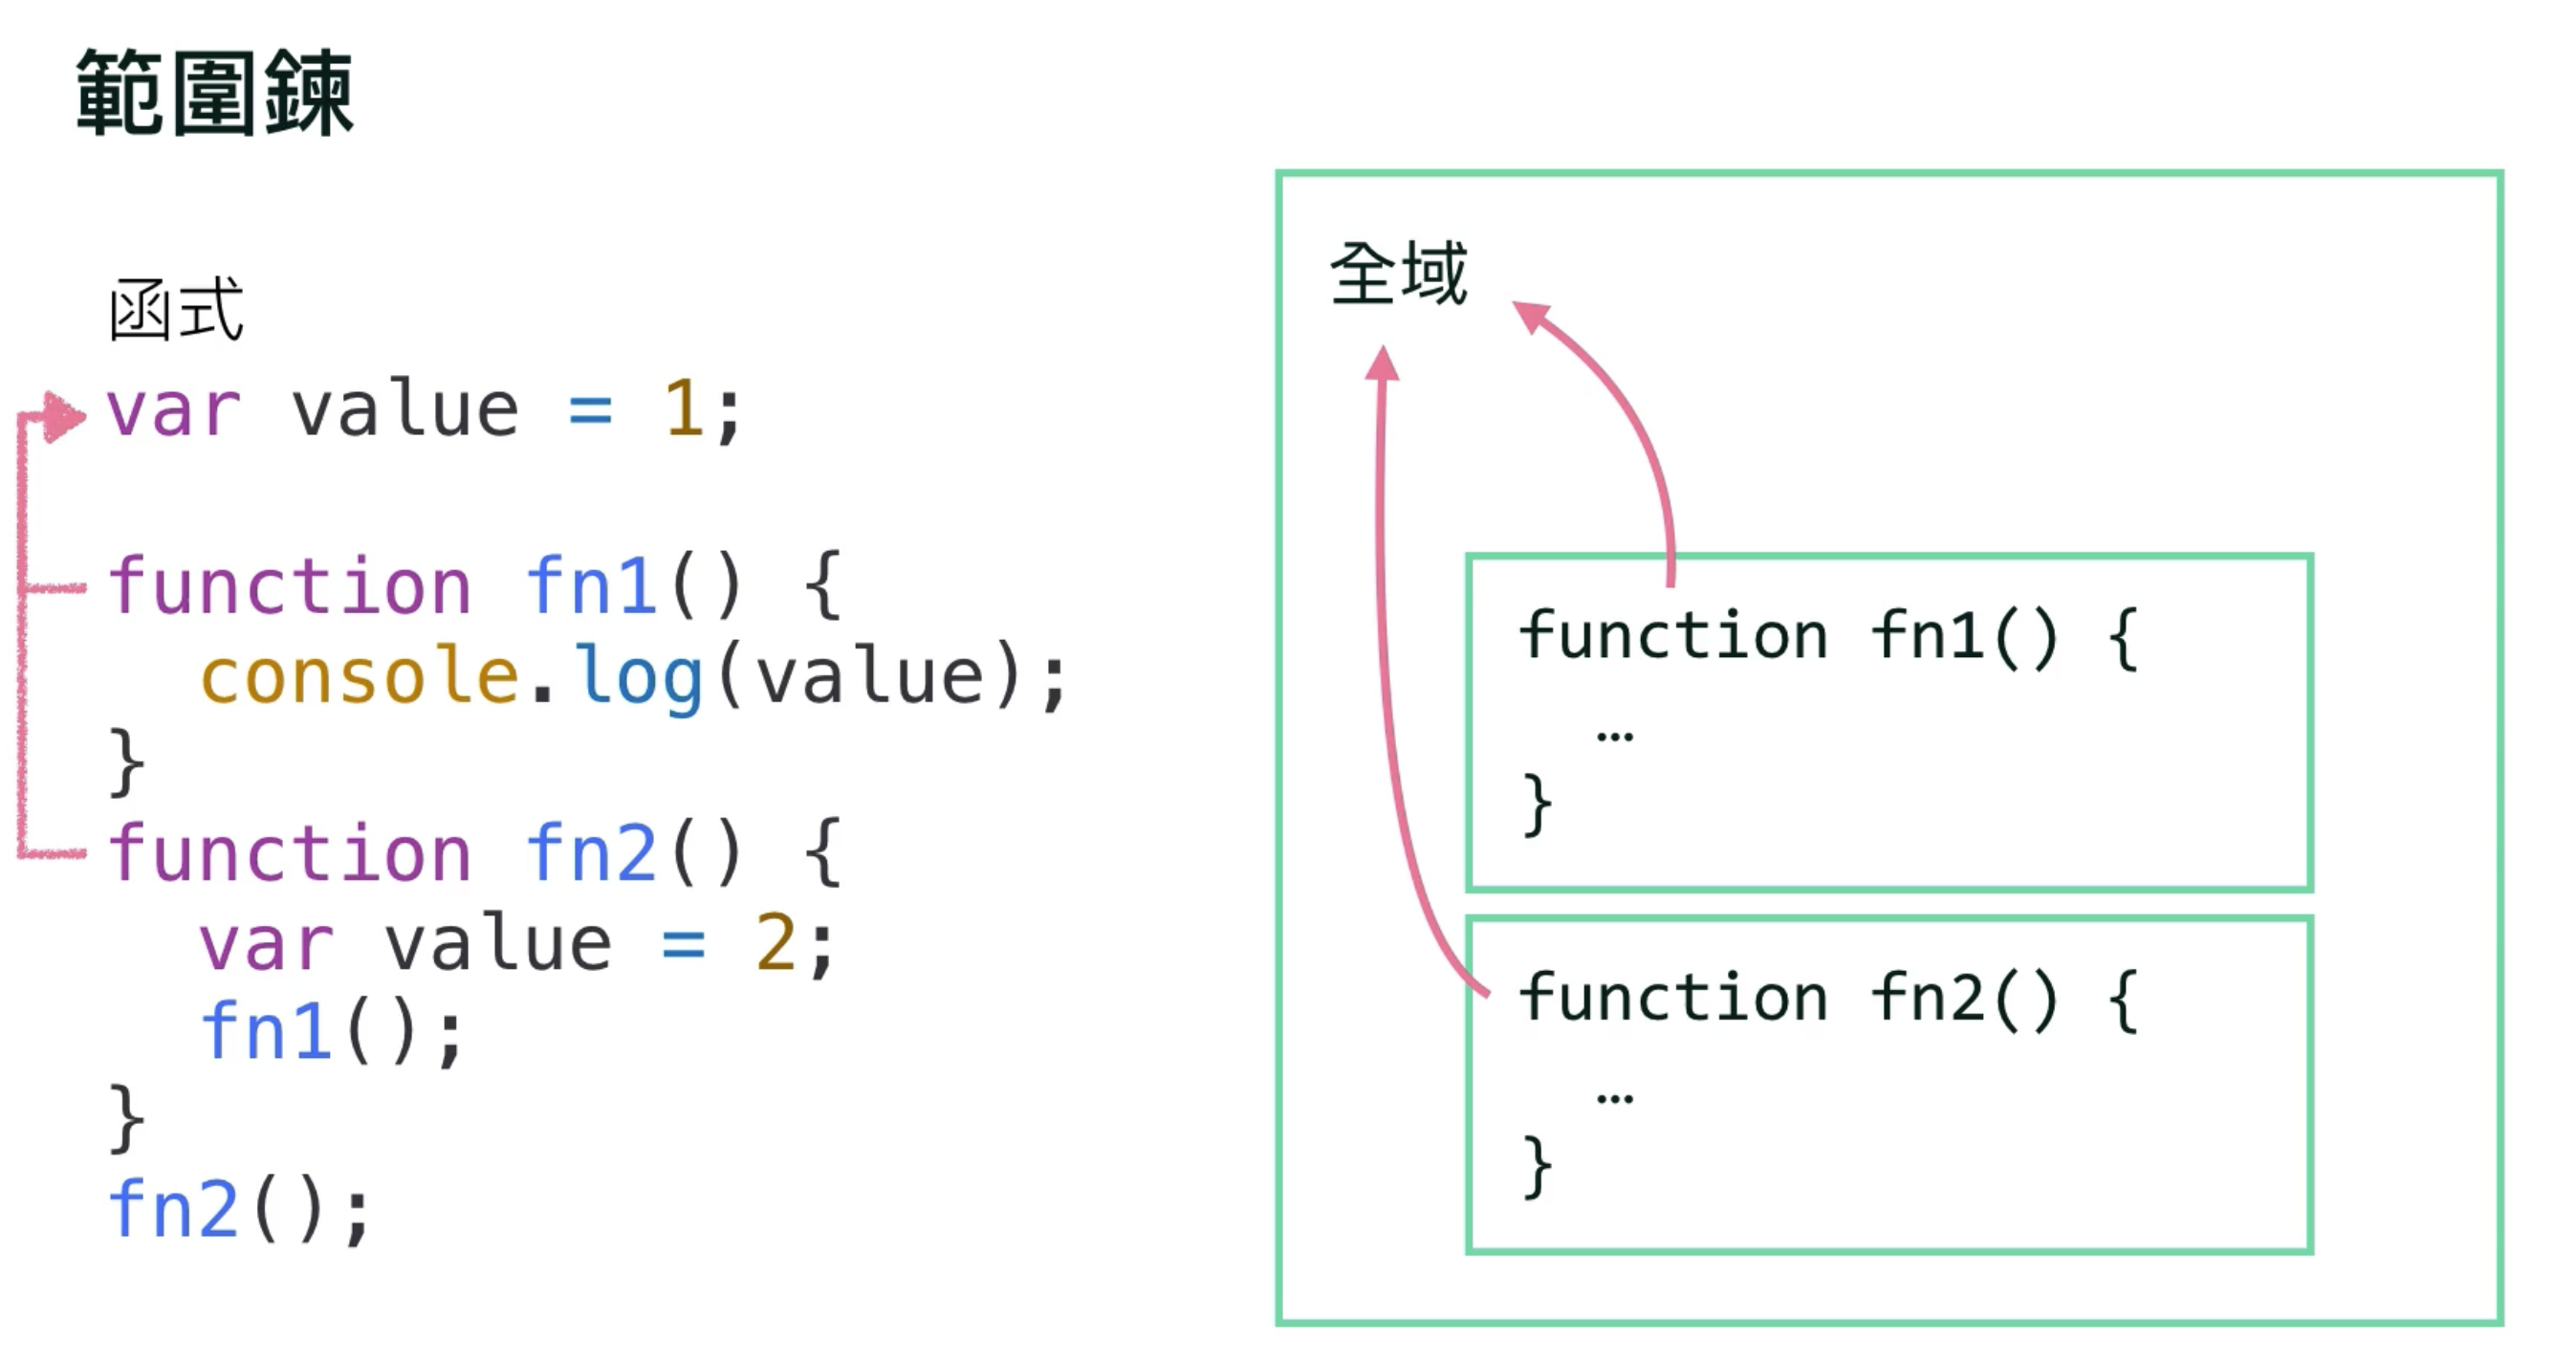 範圍鍊
函式
var value = 1;
function fn1() {
  console.log(value);
}
function fn2() {
  var value = 2;
  fn1();
}
fn2();
全域
function fn1() {
  …
}
function fn2() {
  …
}